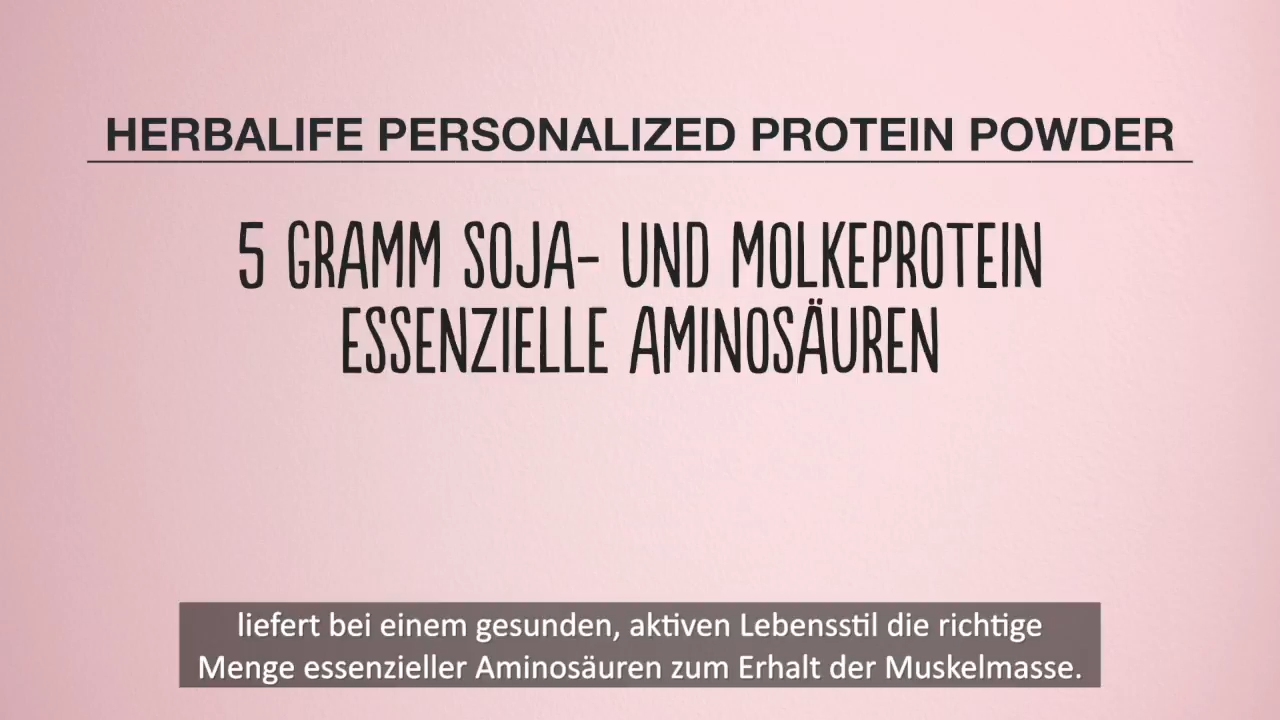 HERBALIFE PERSONALIZED PROTEIN POWDER
5 GRAMM SOJA- UND MOLKEPROTEIN
ESSENZIELLE AMINOSÄUREN
liefert bei einem gesunden, aktiven Lebensstil die richtige
Menge essenzieller Aminosäuren zum Erhalt der Muskelmasse.